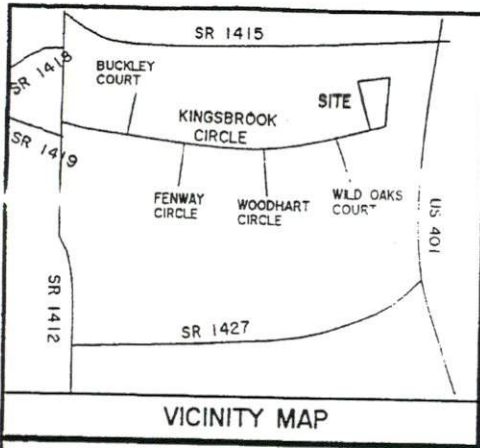 SR 1415
SR 1418
BUCKLEY
COURT
SITE
KINGSBROOK
CIRCLE
SR 1419
FENWAY
CIRCLE
WOODHART
CIRCLE
WILD OAKS
COURT
US 401
SR 1412
SR 1427
VICINITY MAP